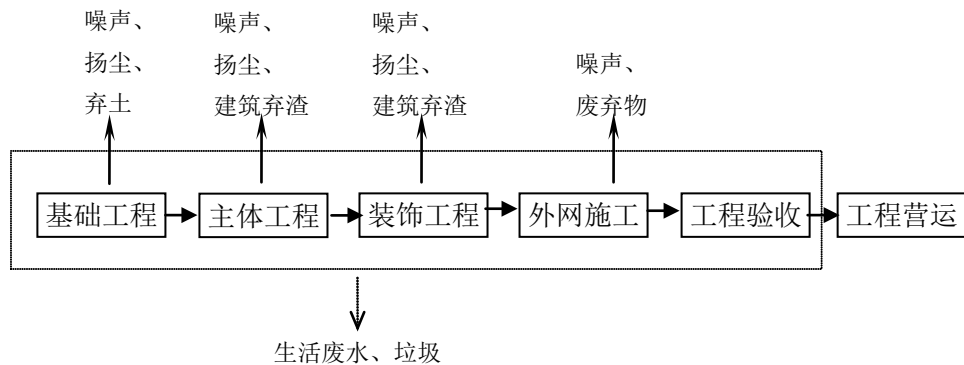 噪声、
扬尘、
弃土
噪声、
扬尘、
建筑弃渣
噪声、
扬尘、
建筑弃渣
噪声、
废弃物
基础工程
主体工程
装饰工程
外网施工
工程验收
工程营运
生活废水、垃圾